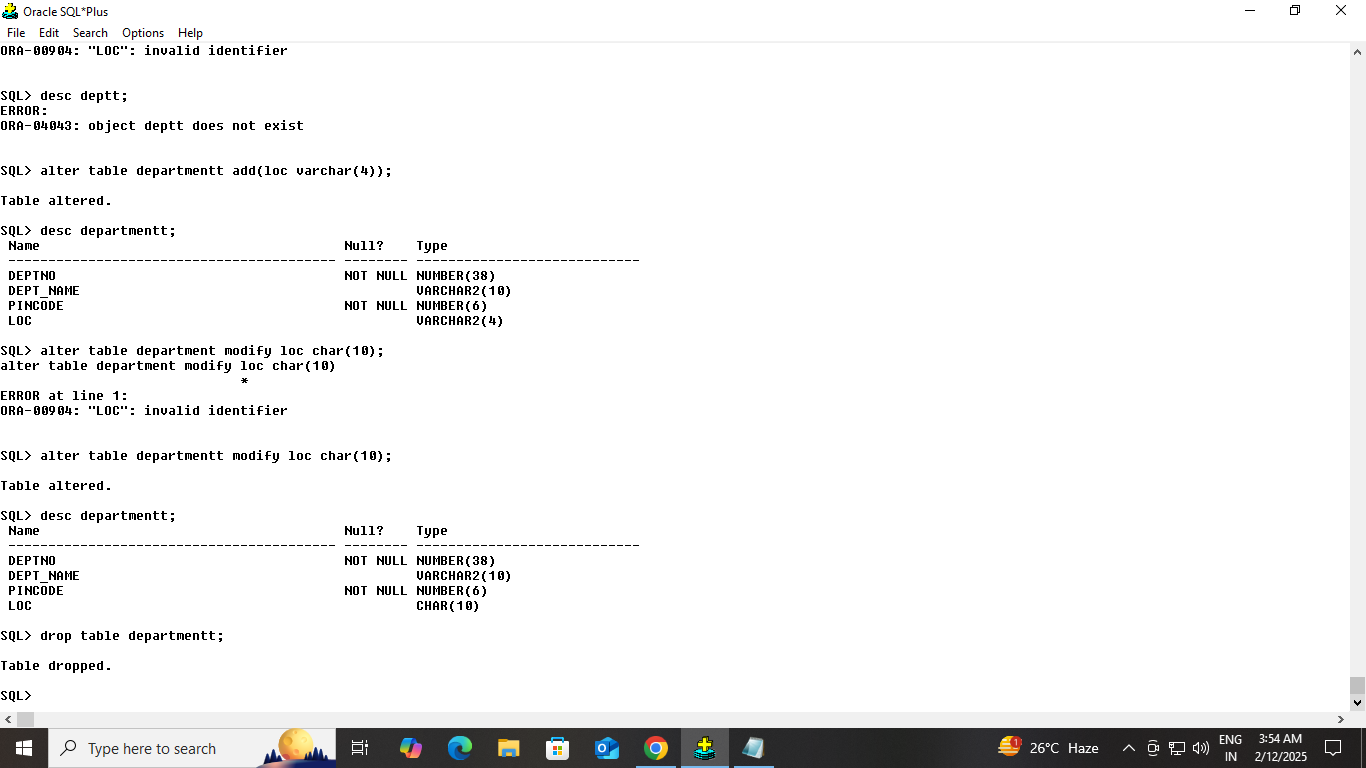 Oracle SQL*Plus
File Edit Search Options Help
ORA-00904: "LOC": invalid identifier
SQL> desc deptt;
ERROR:
ORA-04043: object deptt does not exist
SQL> alter table departmentt add(loc varchar(4));
Table altered.
SQL> desc departmentt;
Name Null? Type
----------------------------------------- -------- ----------------------------
DEPTNO NOT NULL NUMBER(38)
DEPT_NAME VARCHAR2(10)
PINCODE NOT NULL NUMBER(6)
LOC VARCHAR2(4)
SQL> alter table department modify loc char(10);
alter table department modify loc char(10)
*
ERROR at line 1:
ORA-00904: "LOC": invalid identifier
SQL> alter table departmentt modify loc char(10);
Table altered.
SQL> desc departmentt;
Name Null? Type
----------------------------------------- -------- ----------------------------
DEPTNO NOT NULL NUMBER(38)
DEPT_NAME VARCHAR2(10)
PINCODE NOT NULL NUMBER(6)
LOC CHAR(10)
SQL> drop table departmentt;
Table dropped.
SQL>
Type here to search
1
26°C Haze
ENG
IN
3:54 AM
2/12/2025